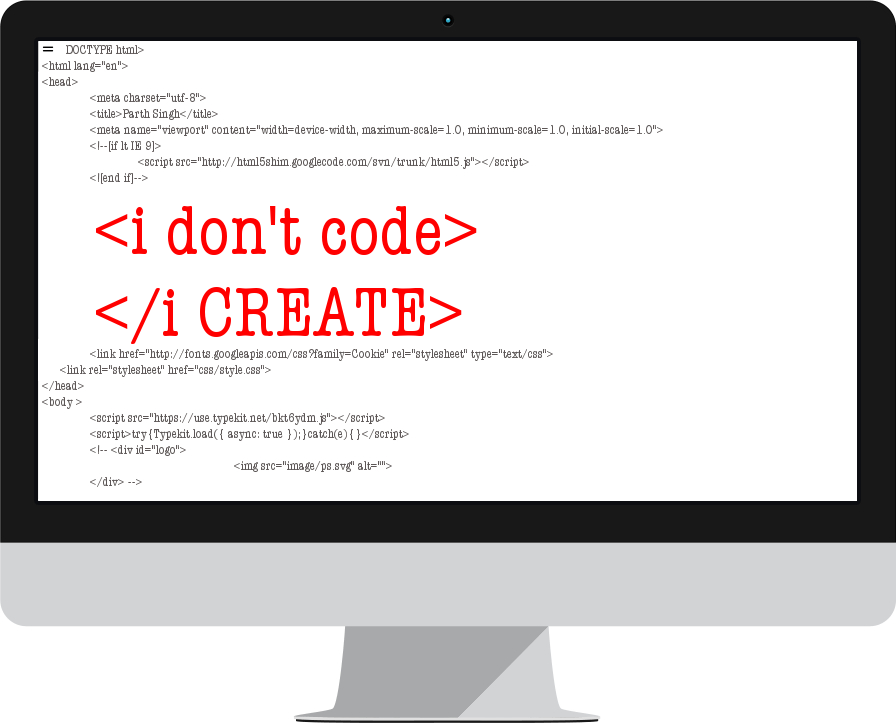 = DOCTYPE html>
<html lang="en">
<head>
<meta charset="utf-8">
<title>Parth Singh</title>
<meta name="viewport" content="width=device-width, maximum-scale=1.0, minimum-scale=1.0, initial-scale=1.0">
<!--[if lt IE 9]>
<script src="http://html5shim.googlecode.com/svn/trunk/html5.js"></script>
<![end if]-->
<i don't code>
</i CREATE>
<link href="http://fonts.googleapis.com/css?family=Cookie" rel="stylesheet" type="text/css">
<link rel="stylesheet" href="css/style.css">
</head>
<body >
<script src="https://use.typekit.net/bkt6ydm.js"></script>
<script>try{Typekit.load({ async: true });}catch(e){}</script>
<!-- <div id="logo">
<img src="image/ps.svg" alt="">
</div> -->